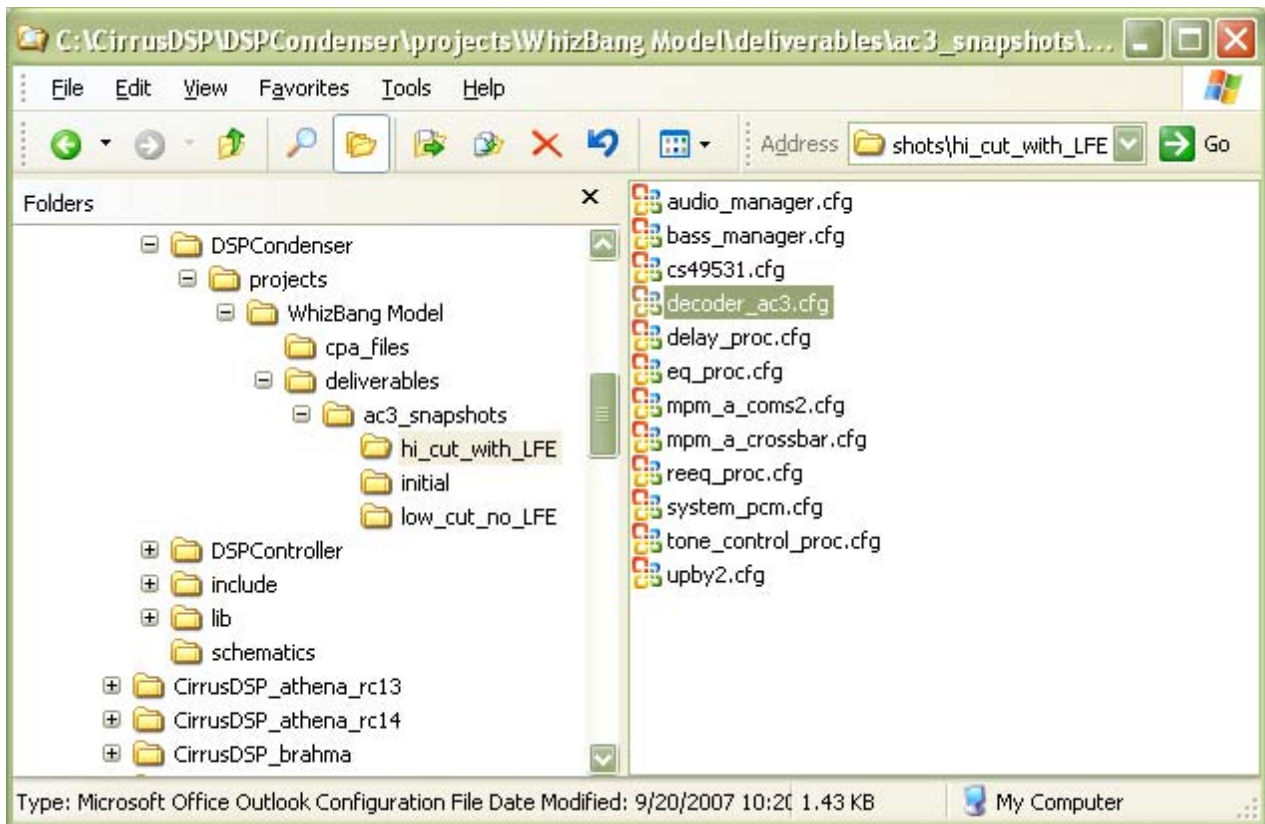 C:\CirrusDSP\DSPCondenser\projects\WhizBang Model\deliverables\ac3_snapshots\...
File Edit View Favorites Tools Help
Address shots\hi_cut_with_LFE Go
Folders
DSPCondenser
projects
WhizBang Model
cpa_files
deliverables
ac3_snapshots
hi_cut_with_LFE
initial
low_cut_no_LFE
DSPController
include
lib
schematics
CirrusDSP_athena_rc13
CirrusDSP_athena_rc14
CirrusDSP_brahma
audio_manager.cfg
bass_manager.cfg
cs49531.cfg
decoder_ac3.cfg
delay_proc.cfg
eq_proc.cfg
mpm_a_coms2.cfg
mpm_a_crossbar.cfg
reeq_proc.cfg
system_pcm.cfg
tone_control_proc.cfg
upby2.cfg
Type: Microsoft Office Outlook Configuration File Date Modified: 9/20/2007 10:20 1.43 KB My Computer